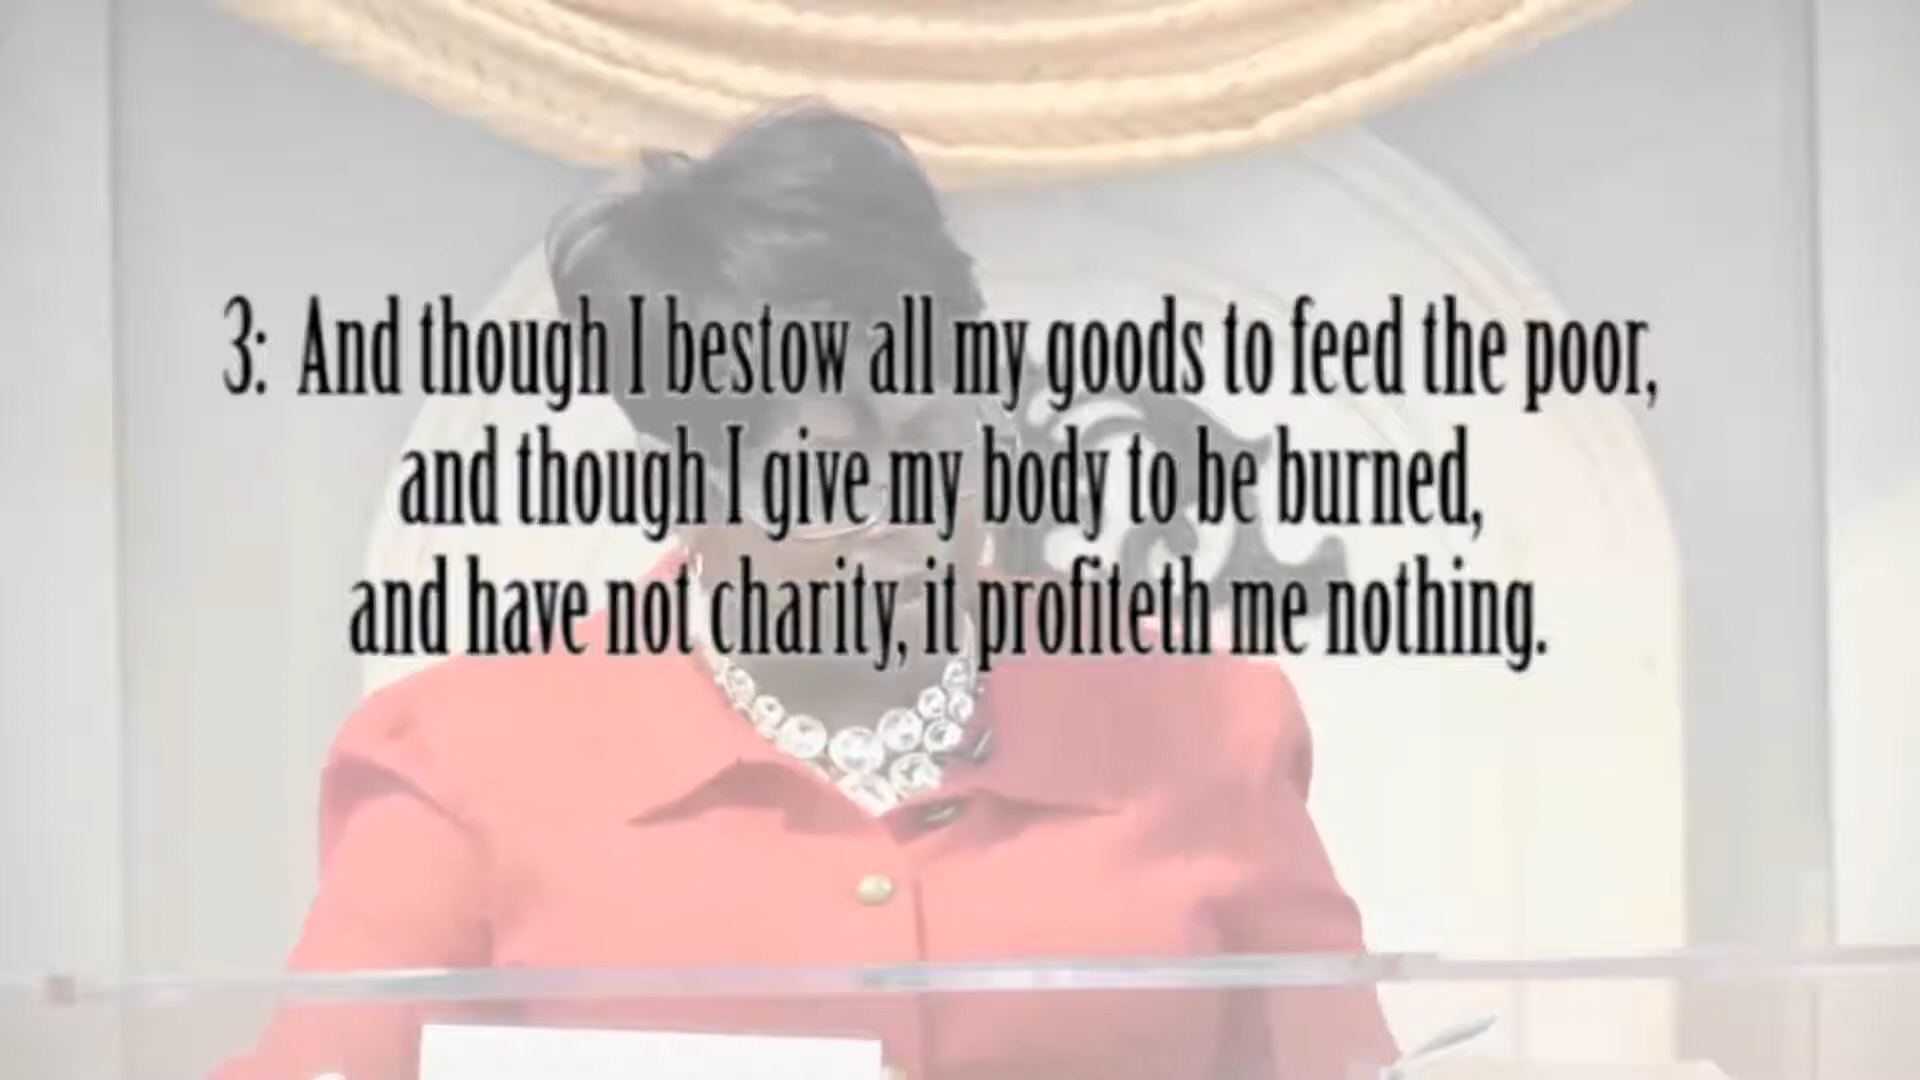 3: And though I bestow all my goods to feed the poor,
and though I give my body to be burned,
and have not charity, it profiteth me nothing.